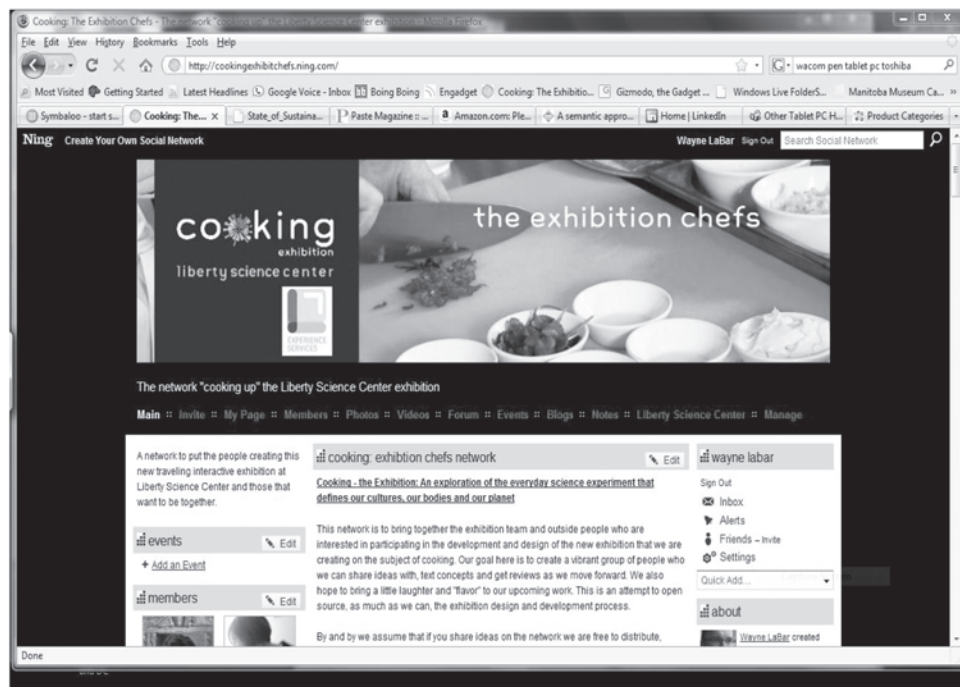 Cooking: The Exhibition Chefs - The network "cooking up" the Liberty Science Center exhibition - Mozilla Firefox
File Edit View History Bookmarks Tools Help
http://cookingexhibitchefs.ning.com/
wacom pen tablet pc toshiba
Most Visited Getting Started Latest Headlines Google Voice - Inbox Boing Boing Engadget Cooking: The Exhibitio... Gizmodo, the Gadget ... Windows Live FolderS... Manitoba Museum Ca... »
Symbaloo - start s... Cooking: The... x State_of_Sustaina... Paste Magazine :: ... Amazon.com: Ple... A semantic appro... Home | LinkedIn Other Tablet PC H... Product Categories
Ning Create Your Own Social Network Wayne LaBar Sign Out Search Social Network
the exhibition chefs
cooking
exhibition
liberty science center
EXPERIENCE
SERVICES
The network "cooking up" the Liberty Science Center exhibition
Main :: Invite :: My Page :: Members :: Photos :: Videos :: Forum :: Events :: Blogs :: Notes :: Liberty Science Center :: Manage
A network to put the people creating this
new traveling interactive exhibition at
Liberty Science Center and those that
want to be together.
events Edit
+ Add an Event
members Edit
cooking: exhibtion chefs network Edit
Cooking - the Exhibition: An exploration of the everyday science experiment that
defines our cultures, our bodies and our planet
This network is to bring together the exhibition team and outside people who are
interested in participating in the development and design of the new exhibition that we are
creating on the subject of cooking. Our goal here is to create a vibrant group of people who
we can share ideas with, text concepts and get reviews as we move forward. We also
hope to bring a little laughter and "flavor" to our upcoming work. This is an attempt to open
source, as much as we can, the exhibition design and development process.
By and by we assume that if you share ideas on the network we are free to distribute,
wayne labar
Sign Out
Inbox
Alerts
Friends – Invite
Settings
Quick Add...
about
Wayne LaBar created
Done